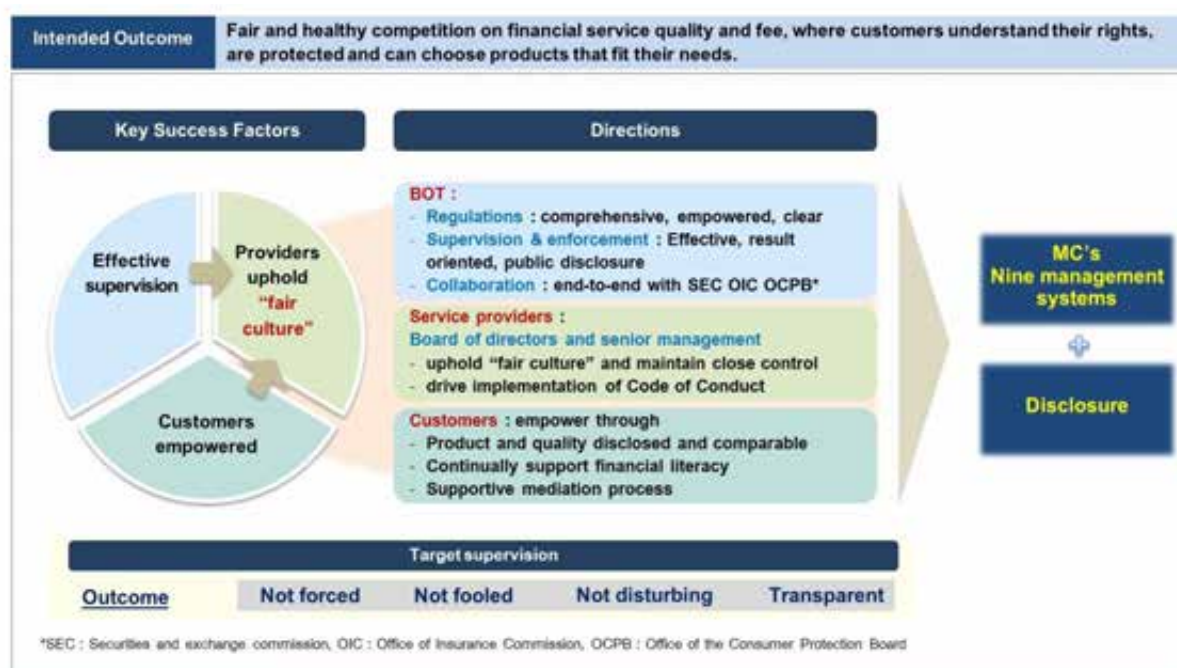 Intended Outcome
Fair and healthy competition on financial service quality and fee, where customers understand their rights,
are protected and can choose products that fit their needs.
Key Success Factors
Directions
Effective
supervision
Providers
uphold
“fair
culture”
Customers
empowered
BOT :
- Regulations : comprehensive, empowered, clear
- Supervision & enforcement : Effective, result
oriented, public disclosure
- Collaboration : end-to-end with SEC OIC OCPB*
Service providers :
Board of directors and senior management
- uphold “fair culture” and maintain close control
- drive implementation of Code of Conduct
Customers : empower through
- Product and quality disclosed and comparable
- Continually support financial literacy
- Supportive mediation process
MC's
Nine management
systems
Disclosure
Target supervision
Outcome
Not forced
Not fooled
Not disturbing
Transparent
*SEC : Securities and exchange commission, OIC : Office of Insurance Commission, OCPB : Office of the Consumer Protection Board